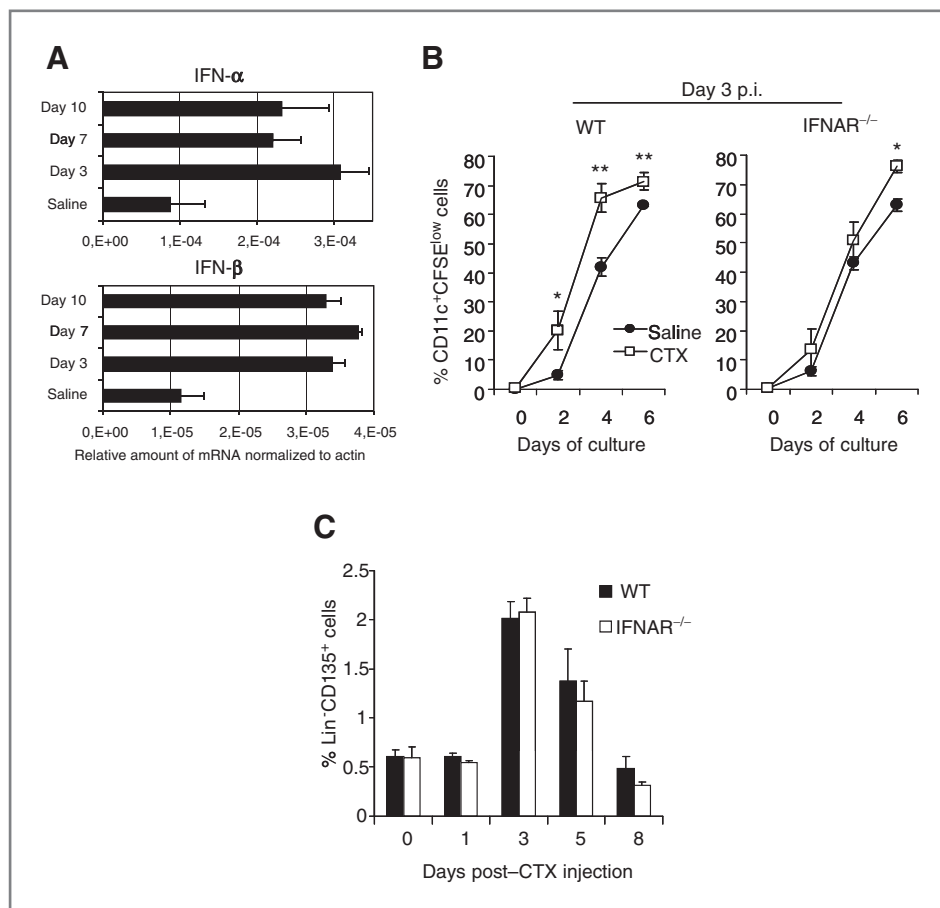 A
IFN-α
Day 10
Day 7
Day 3
Saline
0,E+00 1,E-04 2,E-04 3,E-04
IFN-β
Day 10
Day 7
Day 3
Saline
0,E+00 1,E-05 2,E-05 3,E-05 4,E-05
Relative amount of mRNA normalized to actin
B
Day 3 p.i.
WT
IFNAR⁻/⁻
% CD11c⁺CFSEˡᵒʷ cells
80
70
60
50
40
30
20
10
0
* ** **
Saline
CTX
0 2 4 6
Days of culture
80
70
60
50
40
30
20
10
0
*
0 2 4 6
Days of culture
C
% Lin⁻CD135⁺ cells
2.5
2
1.5
1
0.5
0
WT
IFNAR⁻/⁻
0 1 3 5 8
Days post–CTX injection